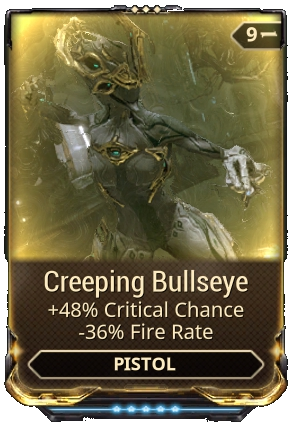 9
Creeping Bullseye
+48% Critical Chance
-36% Fire Rate
PISTOL